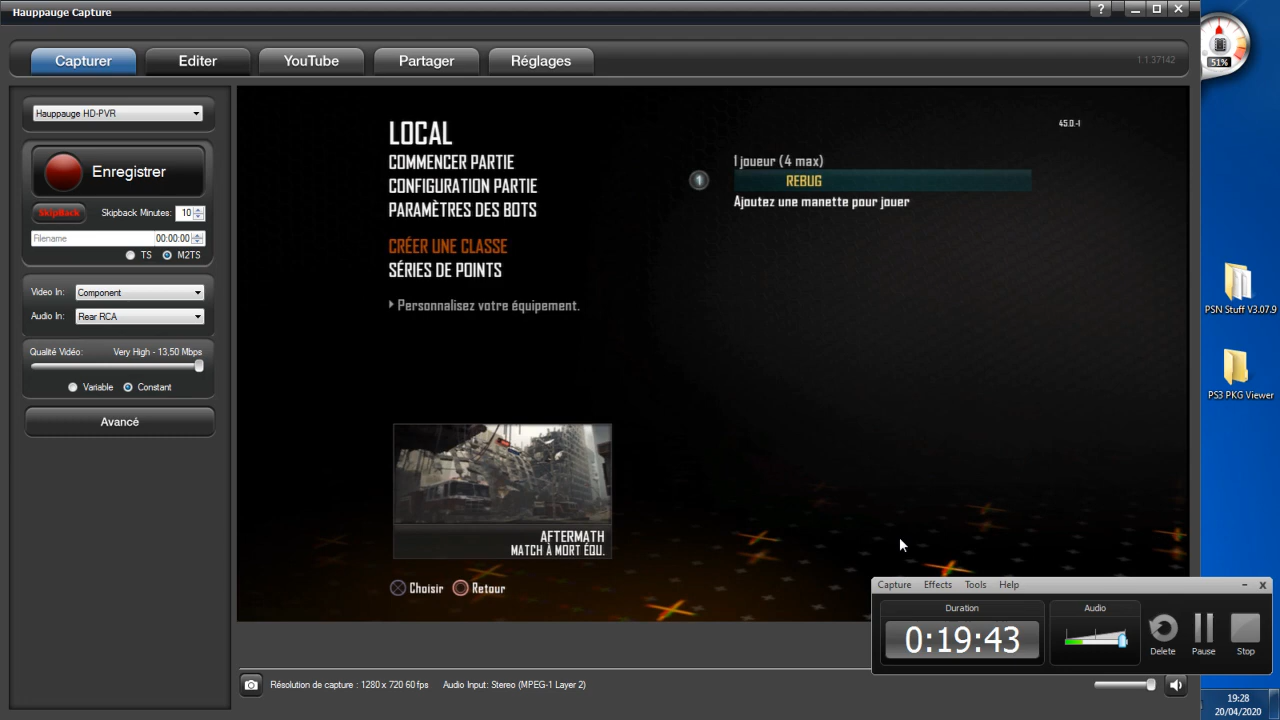 Hauppauge Capture
?
Capturer
Editer
YouTube
Partager
Réglages
1.1.37142
51%
Hauppauge HD-PVR
Enregistrer
SkipBack
Skipback Minutes: 10
Filename
00:00:00
TS
M2TS
Video In: Component
Audio In: Rear RCA
Qualité Vidéo: Very High - 13,50 Mbps
Variable
Constant
Avancé
45.0.-1
LOCAL
COMMENCER PARTIE
CONFIGURATION PARTIE
PARAMÈTRES DES BOTS
CRÉER UNE CLASSE
SÉRIES DE POINTS
Personnalisez votre équipement.
1 joueur (4 max)
1
REBUG
Ajoutez une manette pour jouer
AFTERMATH
MATCH À MORT ÉQU.
Choisir
Retour
Résolution de capture : 1280 x 720 60 fps
Audio Input: Stereo (MPEG-1 Layer 2)
PSN Stuff V3.07.9
PS3 PKG Viewer
Capture
Effects
Tools
Help
Duration
0:19:43
Audio
Delete
Pause
Stop
19:28
20/04/2020